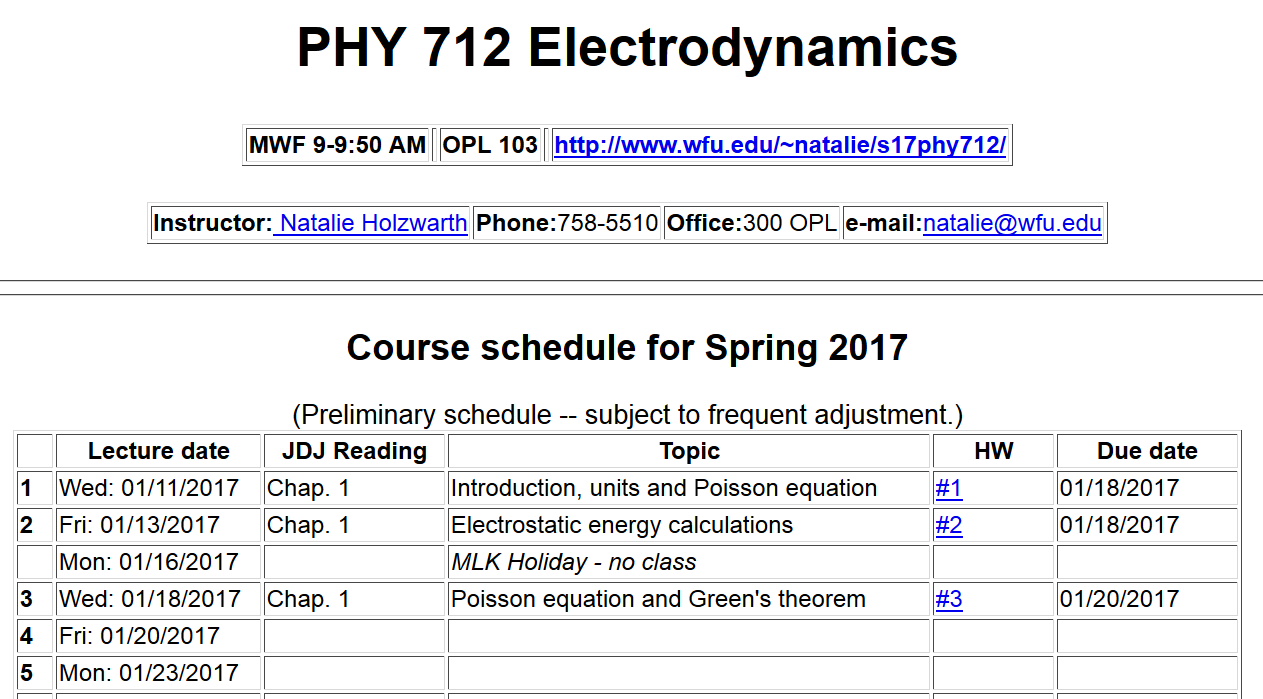 PHY 712 Electrodynamics
MWF 9-9:50 AM OPL 103 http://www.wfu.edu/~natalie/s17phy712/
Instructor: Natalie Holzwarth Phone:758-5510 Office:300 OPL e-mail:natalie@wfu.edu
Course schedule for Spring 2017
(Preliminary schedule -- subject to frequent adjustment.)
Lecture date JDJ Reading Topic HW Due date
1 Wed: 01/11/2017 Chap. 1 Introduction, units and Poisson equation #1 01/18/2017
2 Fri: 01/13/2017 Chap. 1 Electrostatic energy calculations #2 01/18/2017
Mon: 01/16/2017 MLK Holiday - no class
3 Wed: 01/18/2017 Chap. 1 Poisson equation and Green's theorem #3 01/20/2017
4 Fri: 01/20/2017
5 Mon: 01/23/2017